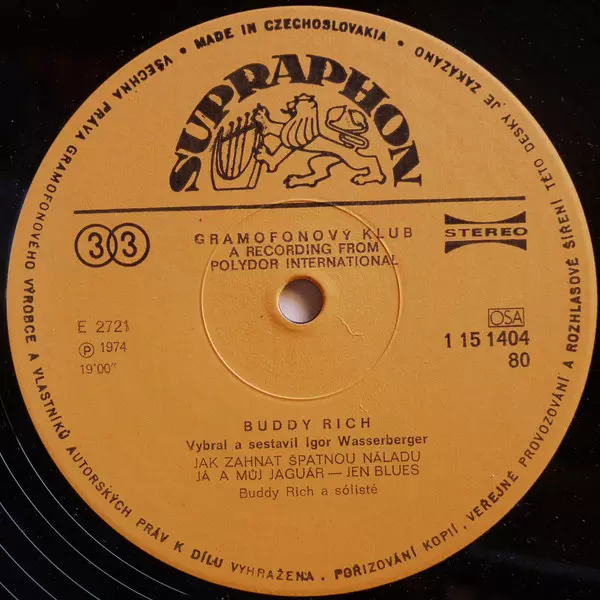 VŠECHNA PRÁVA GRAMOFONOVÉHO VÝROBCE A VLASTNÍKŮ AUTORSKÝCH PRÁV K DÍLU VYHRAŽENA. POŘIZOVÁNÍ KOPIÍ, VEŘEJNÉ PROVOZOVÁNÍ A ROZHLASOVÉ ŠÍŘENÍ TÉTO DESKY JE ZAKÁZÁNO
• MADE IN CZECHOSLOVAKIA •
SUPRAPHON
33
GRAMOFONOVÝ KLUB
A RECORDING FROM
POLYDOR INTERNATIONAL
STEREO
E 2721
Ⓟ 1974
19'00"
OSA
1 15 1404
80
BUDDY RICH
Vybral a sestavil Igor Wasserberger
JAK ZAHNAT ŠPATNOU NÁLADU
JÁ A MŮJ JAGUÁR — JEN BLUES
Buddy Rich a sólisté